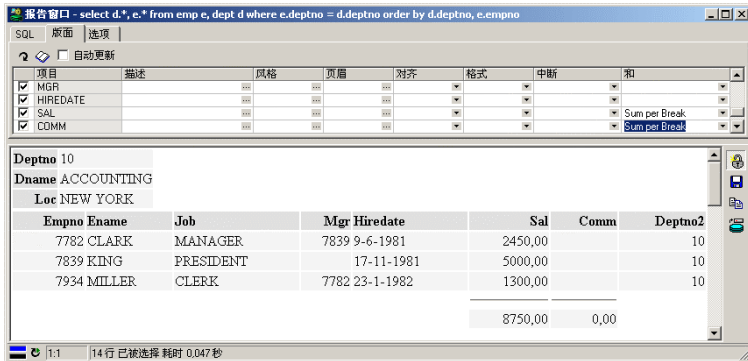 报告窗口 - select d.*, e.* from emp e, dept d where e.deptno = d.deptno order by d.deptno, e.empno
SQL 版面 选项
自动更新
项目 描述 风格 页眉 对齐 格式 中断 和
MGR
HIREDATE
SAL Sum per Break
COMM Sum per Break
Deptno 10
Dname ACCOUNTING
Loc NEW YORK
Empno Ename Job Mgr Hiredate Sal Comm Deptno2
7782 CLARK MANAGER 7839 9-6-1981 2450,00 10
7839 KING PRESIDENT 17-11-1981 5000,00 10
7934 MILLER CLERK 7782 23-1-1982 1300,00 10
8750,00 0,00
1:1 14行 已被选择 耗时 0,047秒